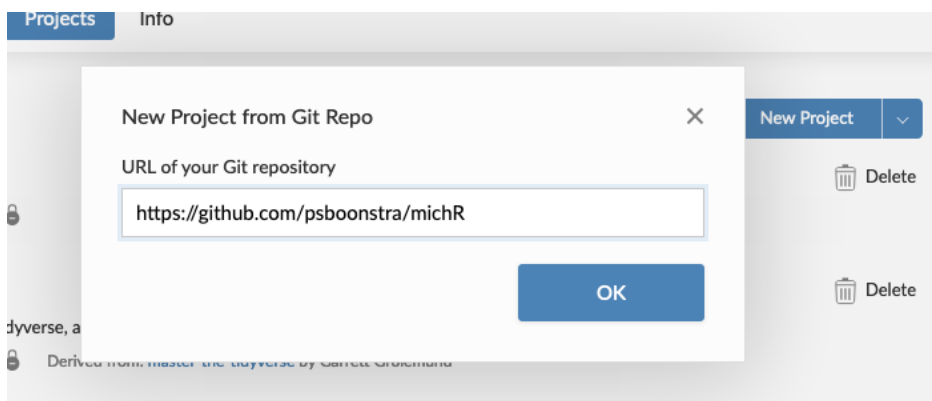 Projects Info
New Project from Git Repo
New Project
URL of your Git repository
Delete
https://github.com/psboonstra/michR
OK
Delete
dyverse, a
Derived from: master-the-tidyverse by Garrett Grolemund